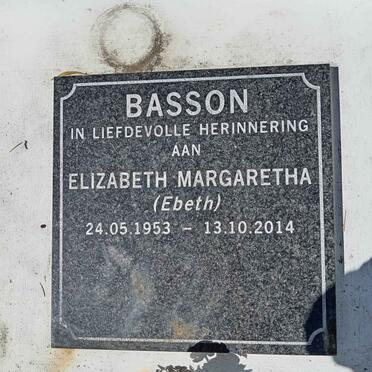 BASSON
IN LIEFDEVOLLE HERINNERING
AAN
ELIZABETH MARGARETHA
(Ebeth)
24.05.1953 – 13.10.2014